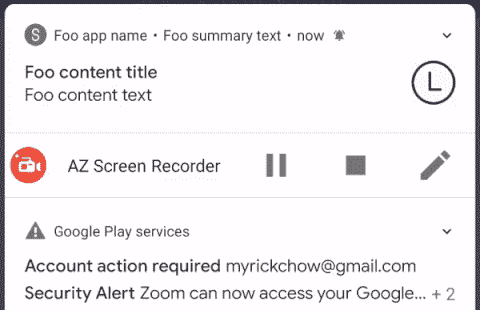 S Foo app name • Foo summary text • now
Foo content title
Foo content text
AZ Screen Recorder
Google Play services
Account action required myrickchow@gmail.com
Security Alert Zoom can now access your Google... + 2